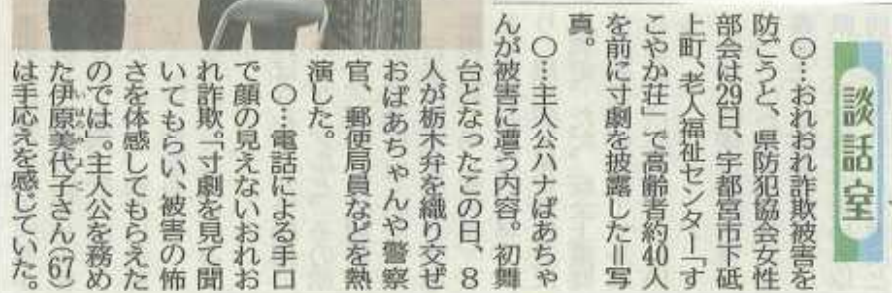 談話室
○…おれおれ詐欺被害を
防ごうと、県防犯協会女性
部会は29日、宇都宮市下砥
上町、老人福祉センター「す
こやか荘」で高齢者約40人
を前に寸劇を披露した＝写
真。
○…主人公ハナばあちゃ
んが被害に遭う内容。初舞
台となったこの日、8
人が栃木弁を織り交ぜ
おばあちゃんや警察
官、郵便局員などを熱
演した。
○…電話による手口
で顔の見えないおれお
れ詐欺。「寸劇を見て聞
いてもらい、被害の怖
さを体感してもらえた
のでは」。主人公を務め
た伊原美代子さん(67)
は手応えを感じていた。